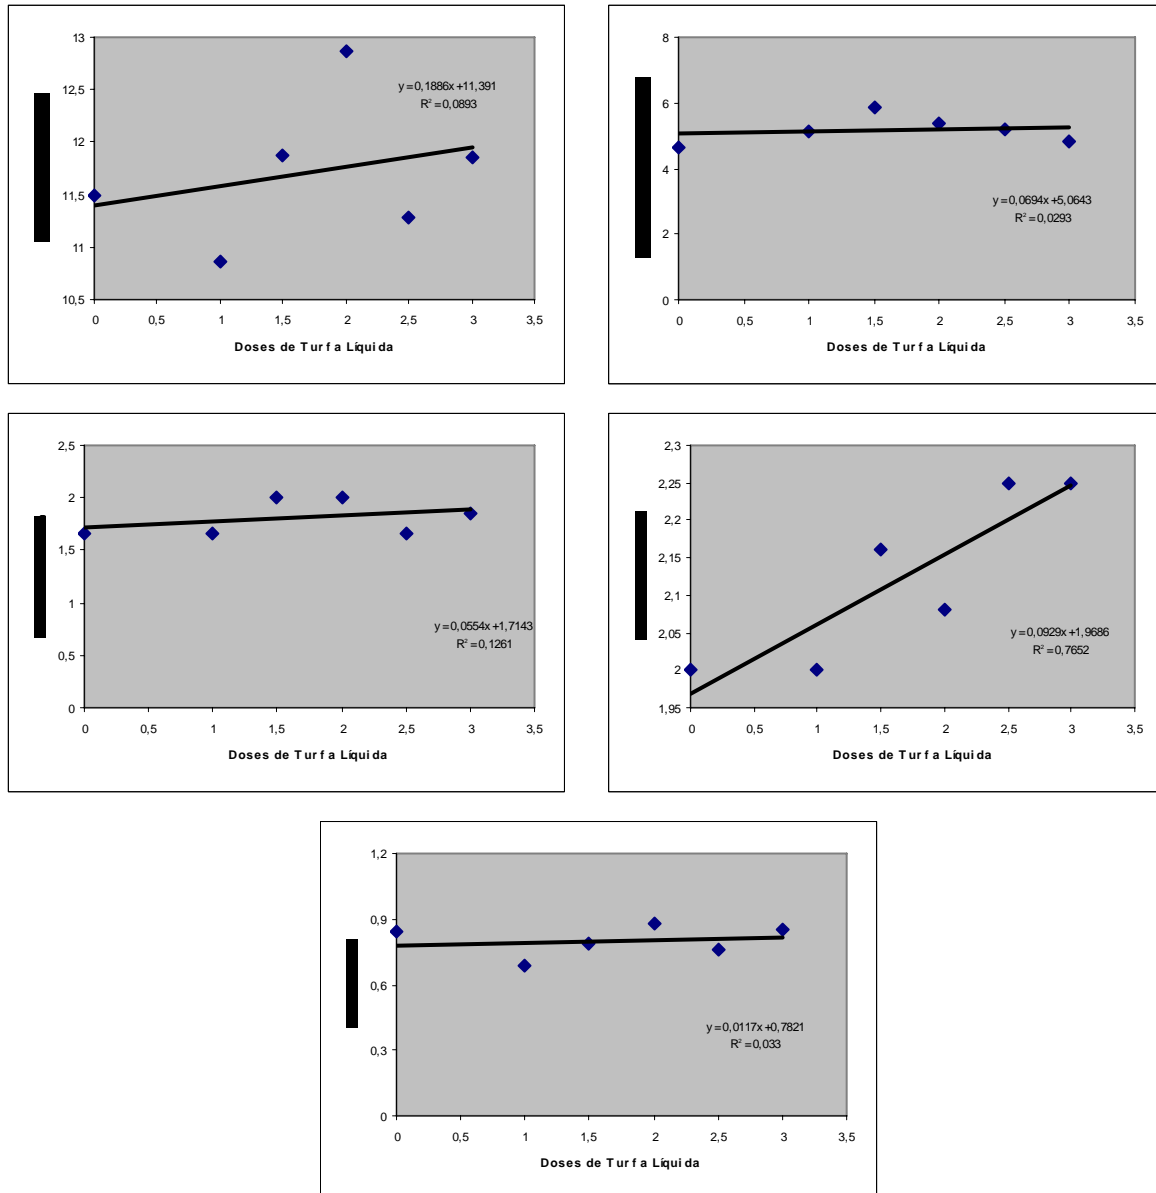 13
12,5
12
11,5
11
10,5
y = 0,1886x + 11,391
R² = 0,0893
0 0,5 1 1,5 2 2,5 3 3,5
Doses de Turfa Líquida
8
6
4
2
0
y = 0,0694x + 5,0643
R² = 0,0293
0 0,5 1 1,5 2 2,5 3 3,5
Doses de Turfa Líquida
2,5
2
1,5
1
0,5
0
y = 0,0554x + 1,7143
R² = 0,1261
0 0,5 1 1,5 2 2,5 3 3,5
Doses de Turfa Líquida
2,3
2,25
2,2
2,15
2,1
2,05
2
1,95
y = 0,0929x + 1,9686
R² = 0,7652
0 0,5 1 1,5 2 2,5 3 3,5
Doses de Turfa Líquida
1,2
0,9
0,6
0,3
0
y = 0,0117x + 0,7821
R² = 0,033
0 0,5 1 1,5 2 2,5 3 3,5
Doses de Turfa Líquida